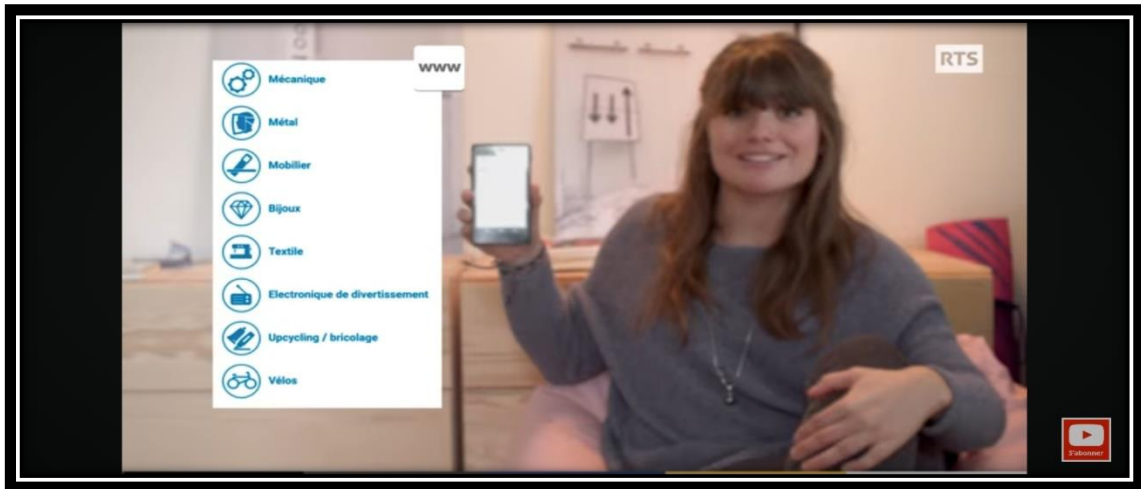 www
RTS
Mécanique
Métal
Mobilier
Bijoux
Textile
Electronique de divertissement
Upcycling / bricolage
Vélos
S'abonner